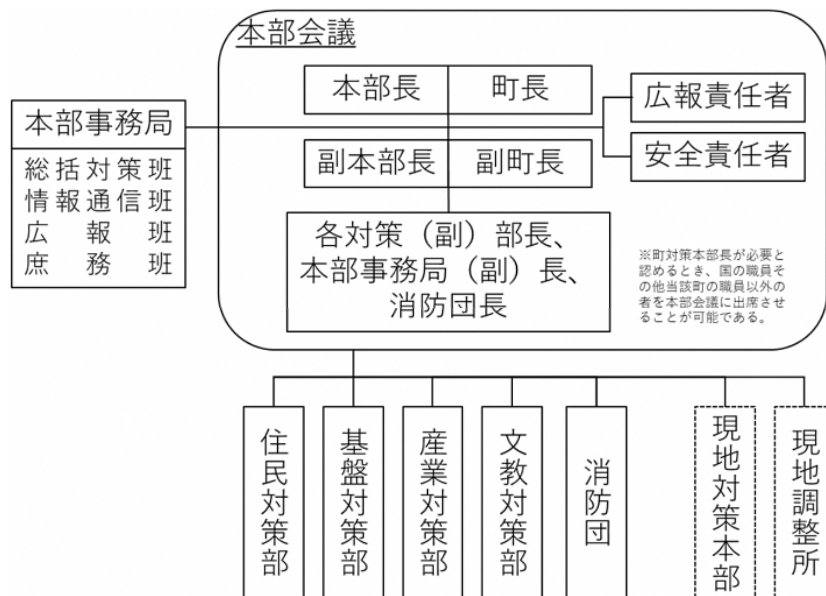 本部会議
本部長
町長
広報責任者
本部事務局
安全責任者
副本部長
副町長
総括対策班
情報通信班
広報班
庶務班
各対策(副)部長、
本部事務局(副)長、
消防団長
※町対策本部長が必要と
認めるとき、国の職員そ
の他当該町の職員以外の
者を本部会議に出席させ
ることが可能である。
住民対策部
基盤対策部
産業対策部
文教対策部
消防団
現地対策本部
現地調整所